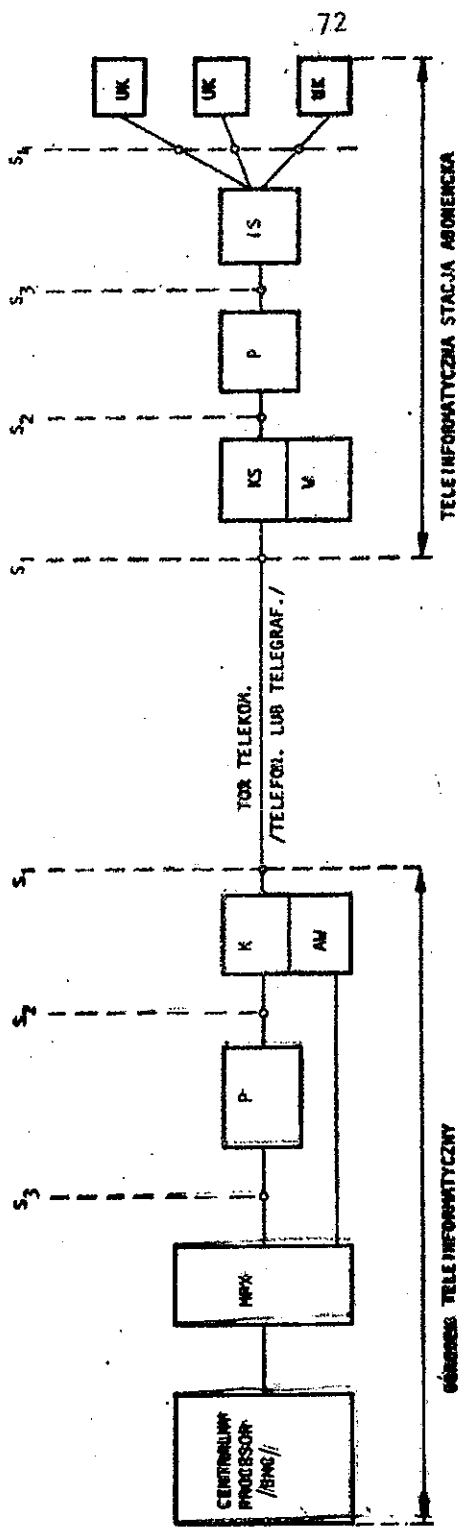 72
S3
S2
S1
S1
S2
S3
S4
CENTRALNY
PROCESOR
//EMC//
MPX
P
K
AW
TOR TELEKOM.
/TELEFON. LUB TELEGRAF./
KS
W
P
IS
UK
UK
UK
TELEINFORMATYCZNY
TELEINFORMATYCZNA STACJA ABONENCKA